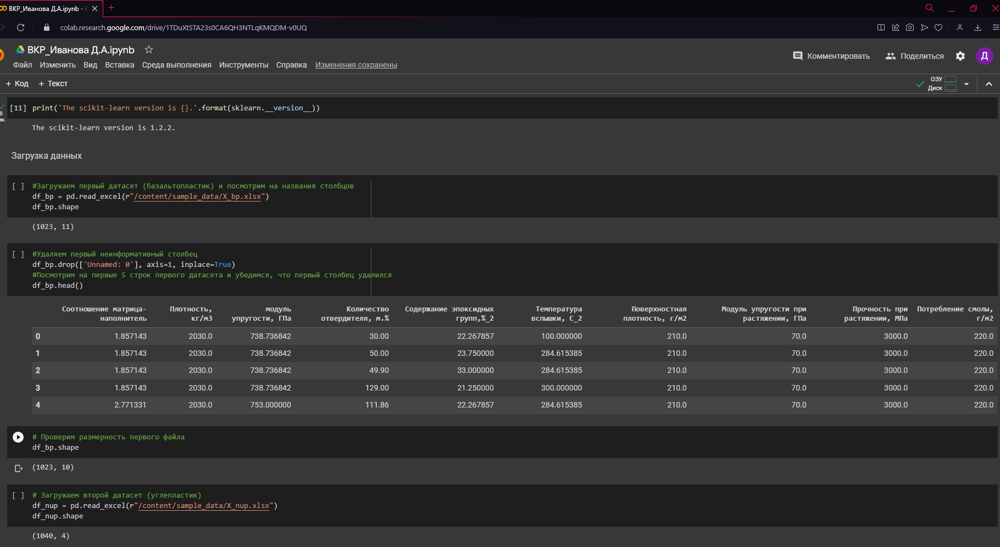 ВКР_Иванова Д.А.ipynb -
colab.research.google.com/drive/1TDuXtSTA23s0CA6QH3NTLqKMQDM-v0UQ
ВКР_Иванова Д.А.ipynb
Комментировать Поделиться Д
Файл Изменить Вид Вставка Среда выполнения Инструменты Справка Изменения сохранены
+ Код + Текст
ОЗУ
Диск
[11] print('The scikit-learn version is {}.'.format(sklearn.__version__))
0
ек.
The scikit-learn version is 1.2.2.
Загрузка данных
[ ] #Загружаем первый датасет (базальтопластик) и посмотрим на названия столбцов
df_bp = pd.read_excel(r"/content/sample_data/X_bp.xlsx")
df_bp.shape
(1023, 11)
[ ] #Удаляем первый неинформативный столбец
df_bp.drop(['Unnamed: 0'], axis=1, inplace=True)
#Посмотрим на первые 5 строк первого датасета и убедимся, что первый столбец удалился
df_bp.head()
Соотношение матрица- Плотность, модуль Количество Содержание эпоксидных Температура Поверхностная Модуль упругости при Прочность при Потребление смолы,
наполнитель кг/м3 упругости, ГПа отвердителя, м.% групп,%_2 вспышки, С_2 плотность, г/м2 растяжении, ГПа растяжении, МПа г/м2
0 1.857143 2030.0 738.736842 30.00 22.267857 100.000000 210.0 70.0 3000.0 220.0
1 1.857143 2030.0 738.736842 50.00 23.750000 284.615385 210.0 70.0 3000.0 220.0
2 1.857143 2030.0 738.736842 49.90 33.000000 284.615385 210.0 70.0 3000.0 220.0
3 1.857143 2030.0 738.736842 129.00 21.250000 300.000000 210.0 70.0 3000.0 220.0
4 2.771331 2030.0 753.000000 111.86 22.267857 284.615385 210.0 70.0 3000.0 220.0
# Проверим размерность первого файла
df_bp.shape
(1023, 10)
[ ] # Загружаем второй датасет (углепластик)
df_nup = pd.read_excel(r"/content/sample_data/X_nup.xlsx")
df_nup.shape
(1040, 4)